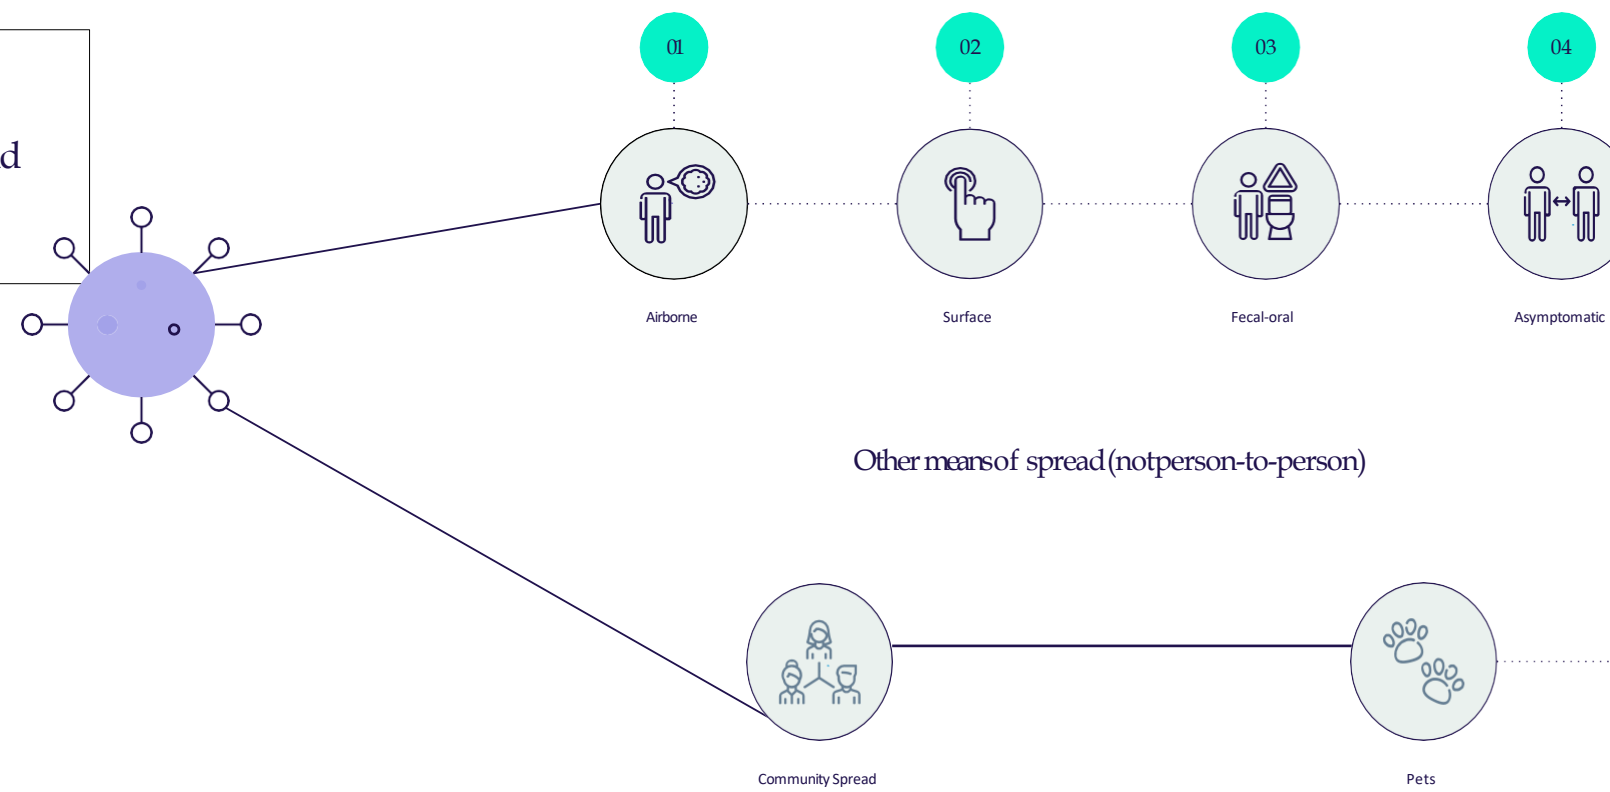 d
01
02
03
04
Airborne
Surface
Fecal-oral
Asymptomatic
Other means of spread (not person-to-person)
Community Spread
Pets